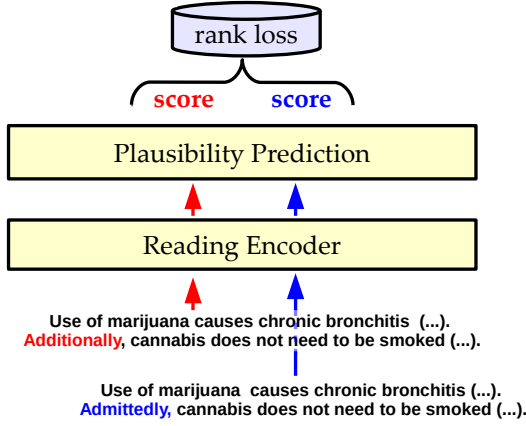 rank loss
score score
Plausibility Prediction
Reading Encoder
Use of marijuana causes chronic bronchitis (...).
Additionally, cannabis does not need to be smoked (...).
Use of marijuana causes chronic bronchitis (...).
Admittedly, cannabis does not need to be smoked (...).